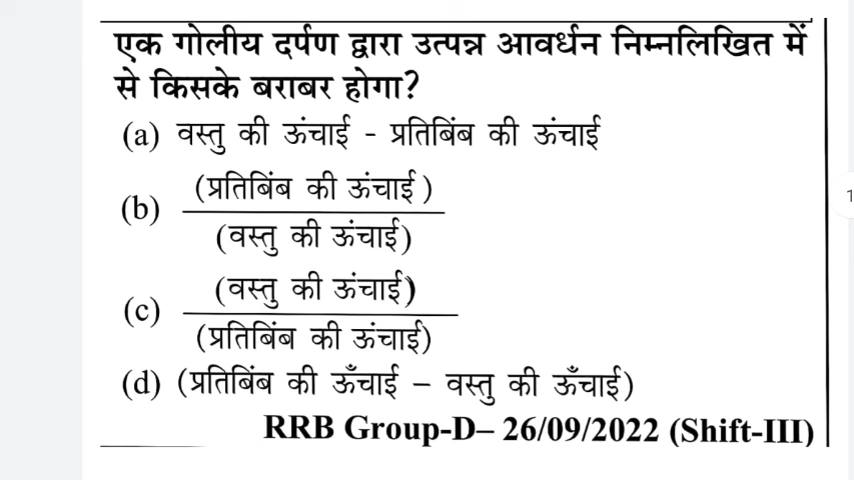 एक गोलीय दर्पण द्वारा उत्पन्न आवर्धन निम्नलिखित में
से किसके बराबर होगा?
(a) वस्तु की ऊंचाई - प्रतिबिंब की ऊंचाई
(b) (प्रतिबिंब की ऊंचाई )
(वस्तु की ऊंचाई)
(c) (वस्तु की ऊंचाई)
(प्रतिबिंब की ऊंचाई)
(d) (प्रतिबिंब की ऊँचाई – वस्तु की ऊँचाई)
RRB Group-D– 26/09/2022 (Shift-III)
1